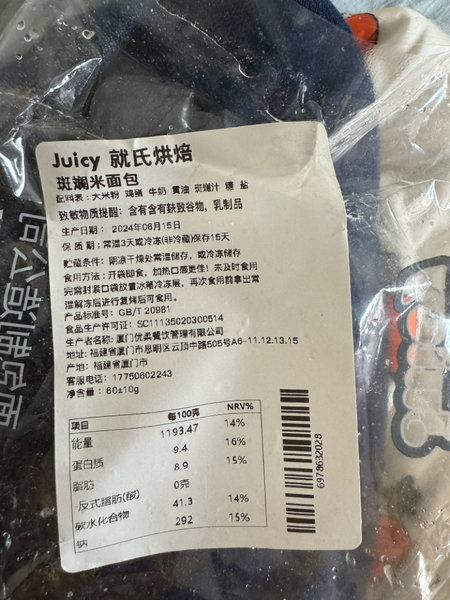 Juicy 就氏烘焙
斑斓米面包
配料表：大米粉 鸡蛋 牛奶 黄油 斑斓汁 糖 盐
致敏物质提醒：含有含有麸致谷物，乳制品
生产日期： 2024年06月15日
保 质 期：常温3天或冷冻(非冷藏)保存15天
贮藏条件：阴凉干燥处常温储存，或冷冻储存
食用方法：开袋即食，加热口感更佳！未及时食用
完需封紧口袋放置冰箱冷冻层，再次食用前拿出常
理解冻后进行复烤后可食用。
产品标准号：GB/T 20981
食品生产许可证：SC11135020300514
生产者名称：厦门优柔餐饮管理有限公司
地址：福建省厦门市思明区云顶中路505号A6-11.12.13.15
产地：福建省厦门市
客服电话：17750602243
净含量：60±10g
项目 每100克 NRV%
能量 1193.47 14%
蛋白质 9.4 16%
脂肪 8.9 15%
-反式脂肪(酸) 0克
碳水化合物 41.3 14%
钠 292 15%
6978632028